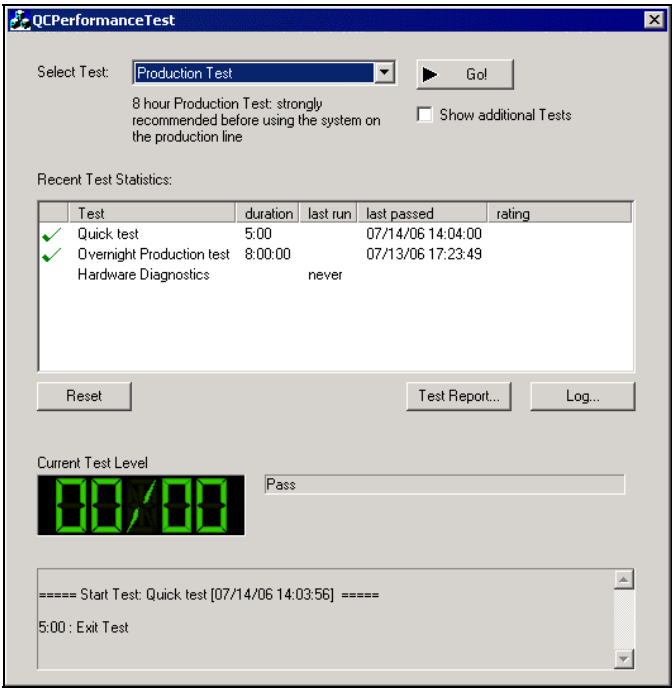 QCPerformanceTest
Select Test: Production Test Go!
8 hour Production Test: strongly
recommended before using the system on
the production line
Show additional Tests
Recent Test Statistics:
Test duration last run last passed rating
Quick test 5:00 07/14/06 14:04:00
Overnight Production test 8:00:00 07/13/06 17:23:49
Hardware Diagnostics never
Reset Test Report... Log...
Current Test Level
00/00 Pass
===== Start Test: Quick test [07/14/06 14:03:56] =====
5:00 : Exit Test